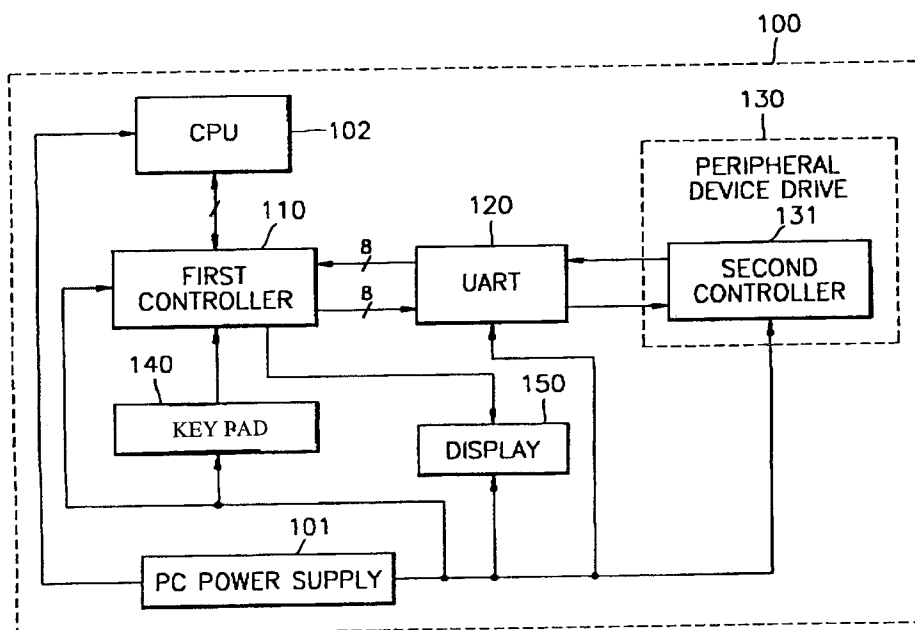 100
130
CPU
102
PERIPHERAL
DEVICE DRIVE
110
120
131
8
FIRST
CONTROLLER
UART
SECOND
CONTROLLER
8
140
150
KEY PAD
DISPLAY
101
PC POWER SUPPLY